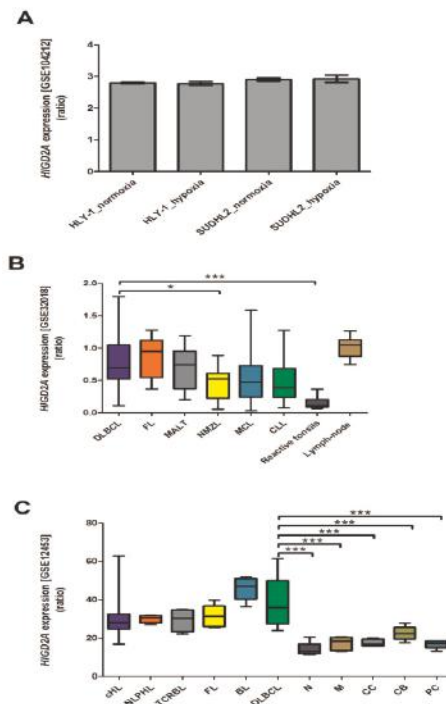 A
HIGD2A expression [GSE104212]
(ratio)
4
3
2
1
0
HLY-1_normoxia
HLY-1_hypoxia
SUDHL2_normoxia
SUDHL2_hypoxia
B
HIGD2A expression [GSE32018]
(ratio)
2.0
1.5
1.0
0.5
0.0
***
*
DLBCL
FL
MALT
NMZL
MCL
CLL
Reactive tonsils
Lymph-node
C
HIGD2A expression [GSE12453]
(ratio)
80
60
40
20
0
***
***
***
***
***
cHL
NLPHL
TCRBL
FL
BL
DLBCL
N
M
CC
CB
PC